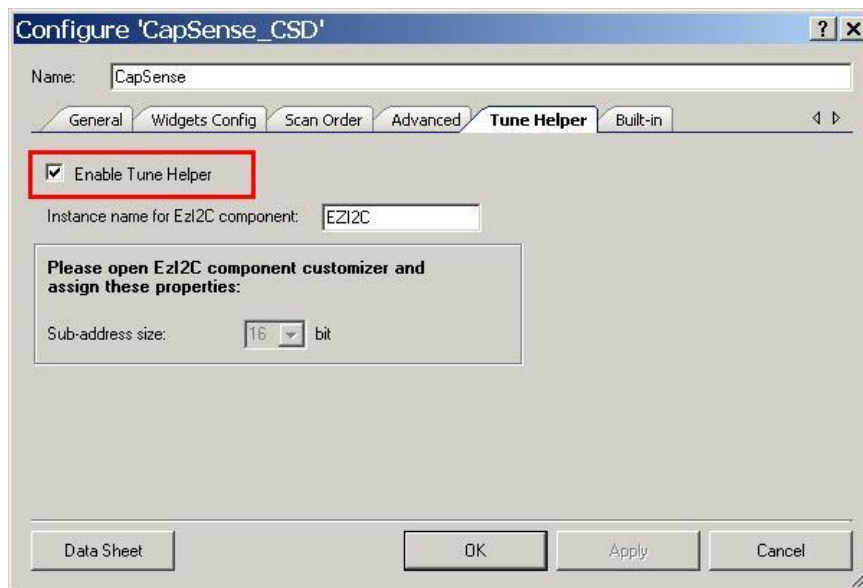 Configure 'CapSense_CSD'
Name: CapSense
General Widgets Config Scan Order Advanced Tune Helper Built-in
Enable Tune Helper
Instance name for EzI2C component: EZI2C
Please open EzI2C component customizer and
assign these properties:
Sub-address size: 16 bit
Data Sheet OK Apply Cancel